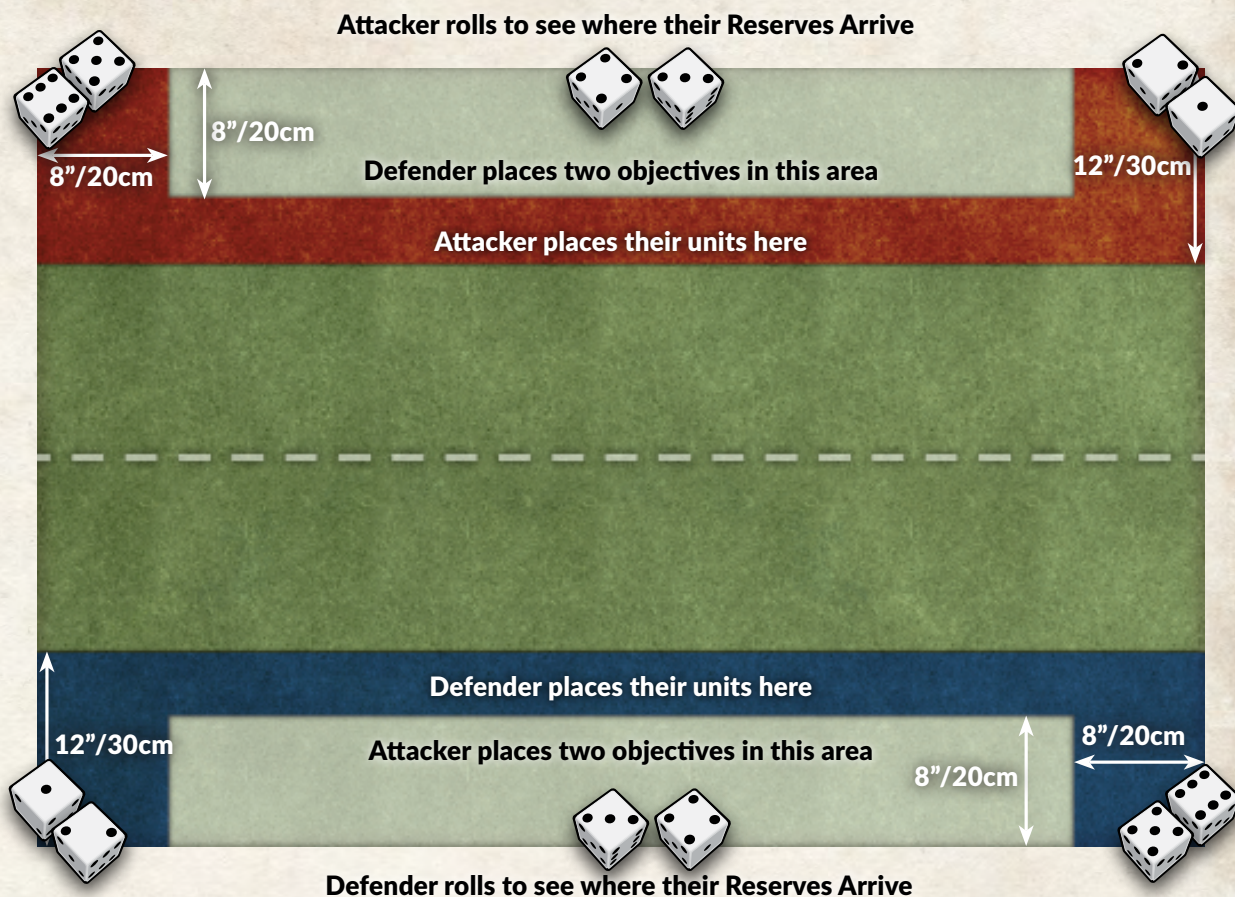 Attacker rolls to see where their Reserves Arrive
8”/20cm
Defender places two objectives in this area
12”/30cm
8”/20cm
Attacker places their units here
Defender places their units here
8”/20cm
12”/30cm
Attacker places two objectives in this area
8”/20cm
Defender rolls to see where their Reserves Arrive